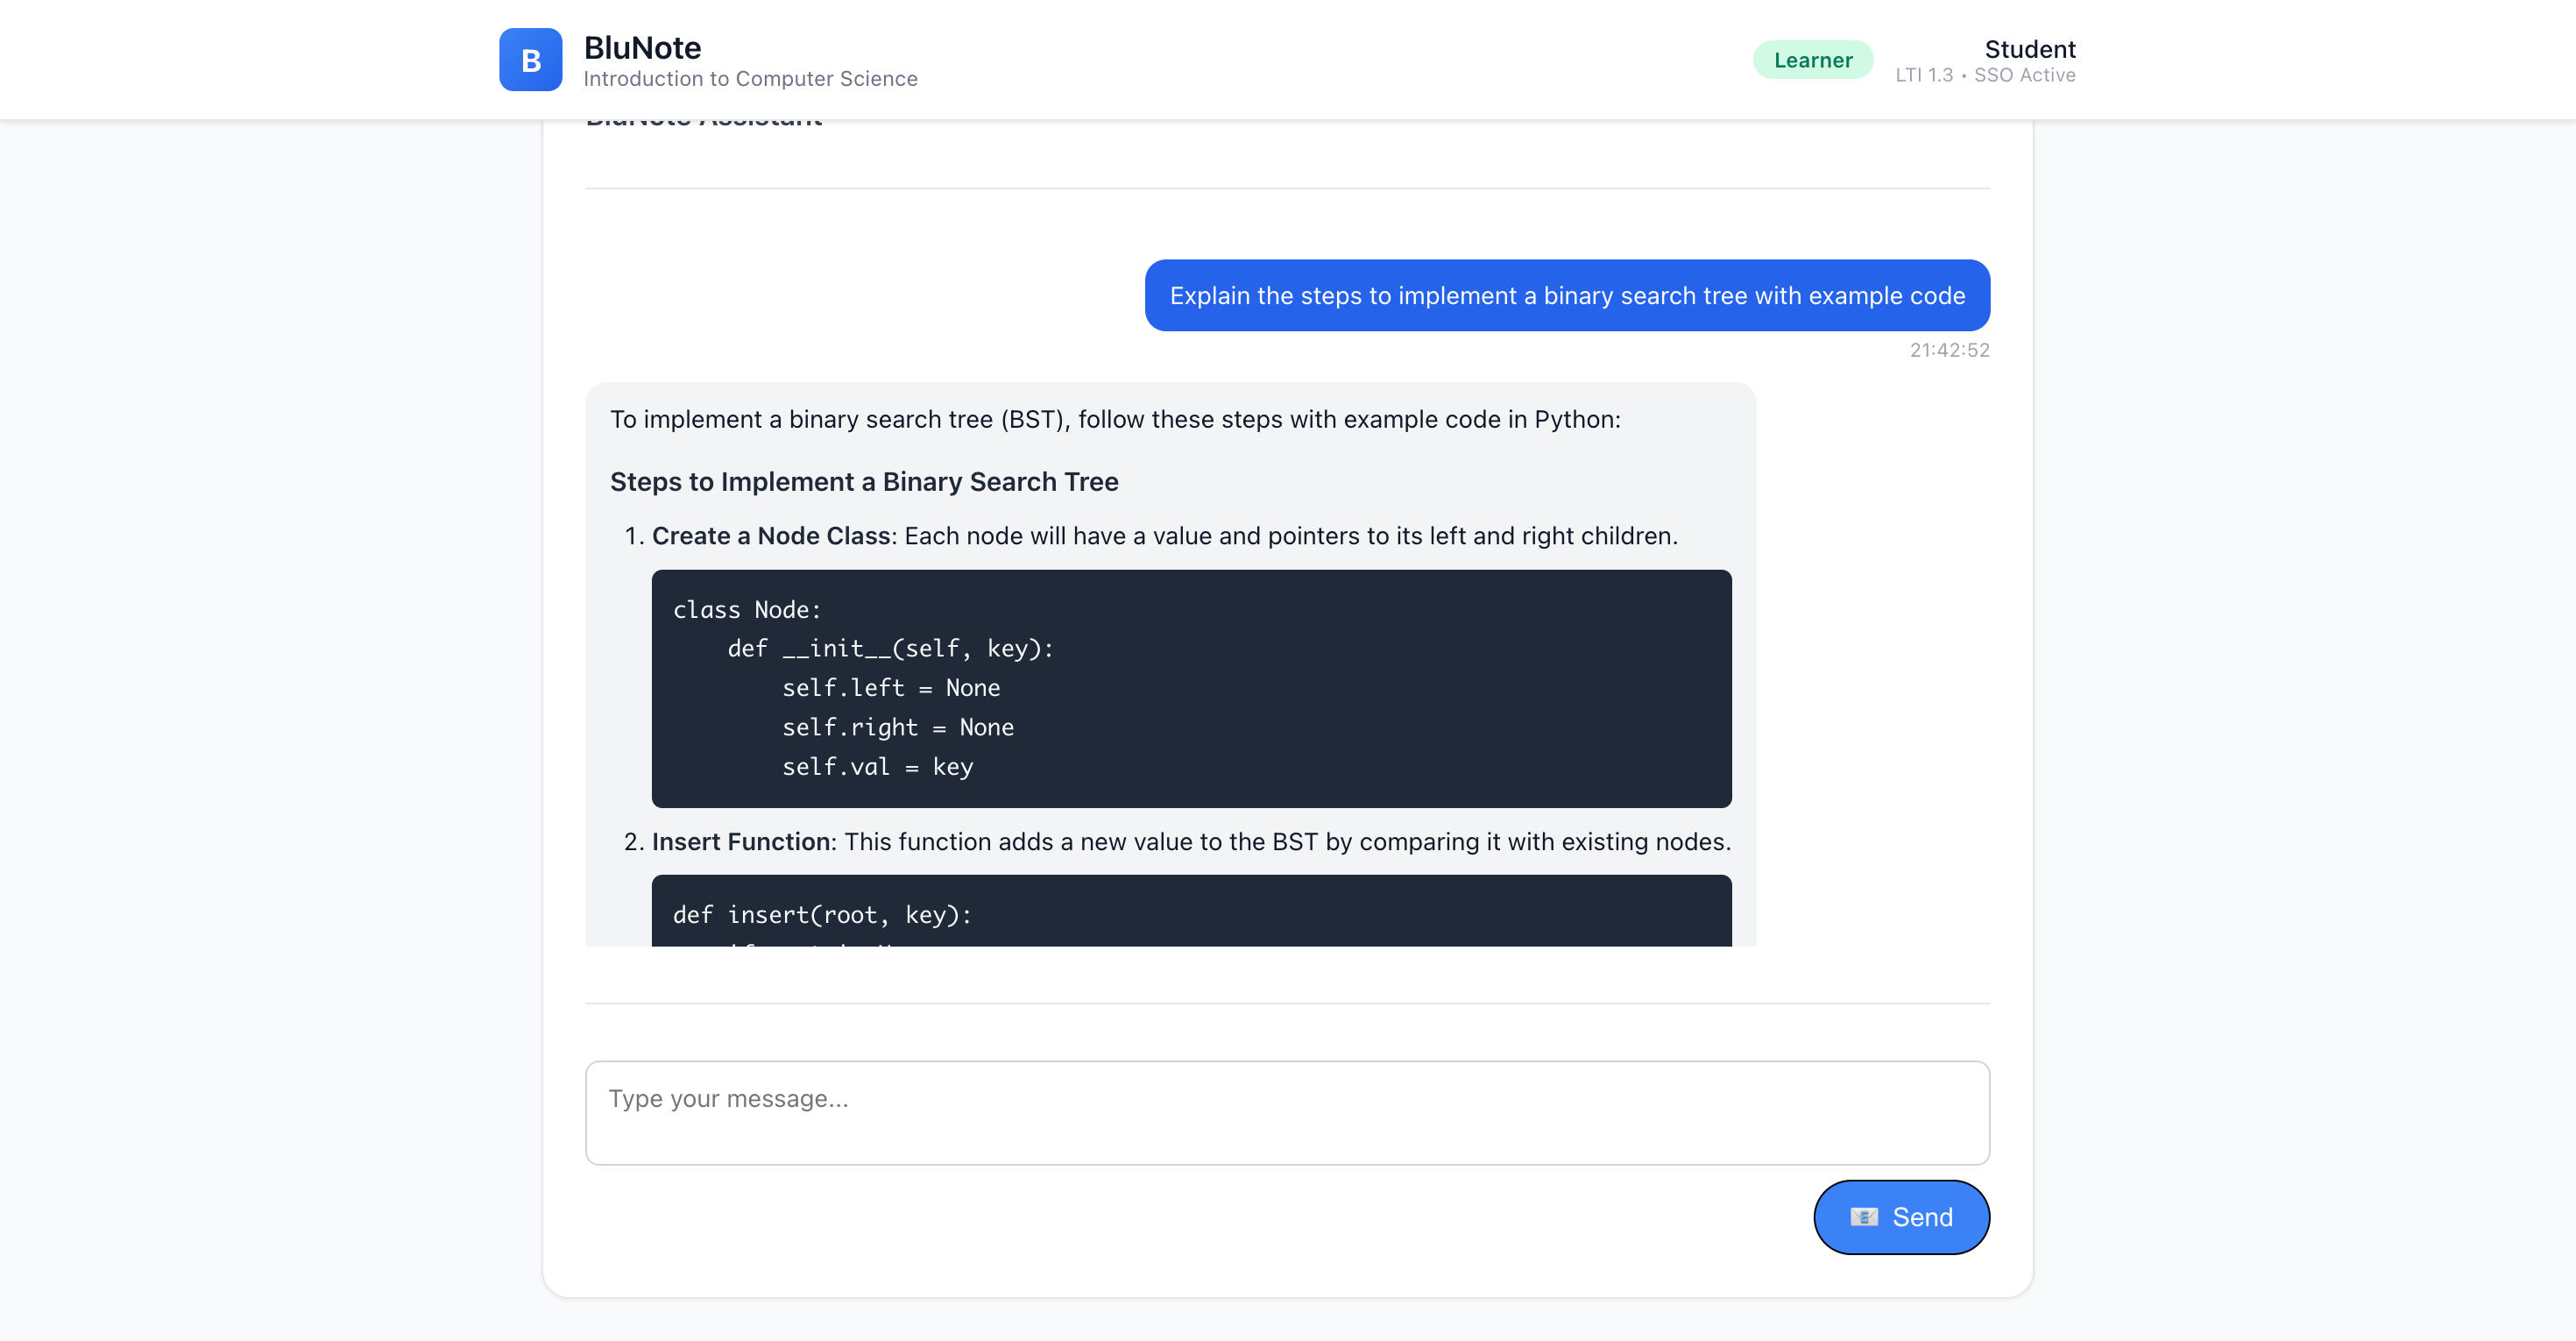 B
BluNote
Introduction to Computer Science
Learner
Student
LTI 1.3 • SSO Active
BluNote Assistant
Explain the steps to implement a binary search tree with example code
21:42:52
To implement a binary search tree (BST), follow these steps with example code in Python:
Steps to Implement a Binary Search Tree
1. Create a Node Class: Each node will have a value and pointers to its left and right children.
class Node:
    def __init__(self, key):
        self.left = None
        self.right = None
        self.val = key
2. Insert Function: This function adds a new value to the BST by comparing it with existing nodes.
def insert(root, key):
Type your message...
Send